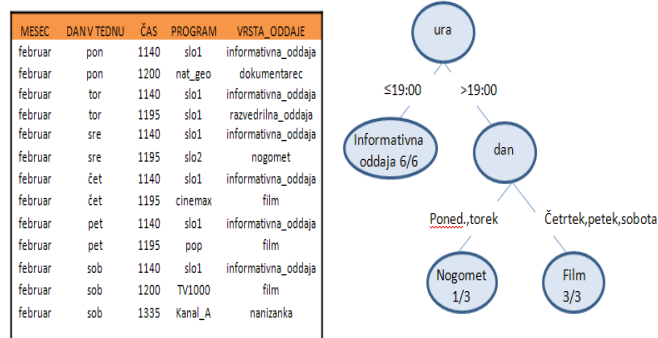 MESEC DAN V TEDNU ČAS PROGRAM VRSTA_ODDAJE
februar pon 1140 slo1 informativna_oddaja
februar pon 1200 nat_geo dokumentarec
februar tor 1140 slo1 informativna_oddaja
februar tor 1195 slo1 razvedrilna_oddaja
februar sre 1140 slo1 informativna_oddaja
februar sre 1195 slo2 nogomet
februar čet 1140 slo1 informativna_oddaja
februar čet 1195 cinemax film
februar pet 1140 slo1 informativna_oddaja
februar pet 1195 pop film
februar sob 1140 slo1 informativna_oddaja
februar sob 1200 TV1000 film
februar sob 1335 Kanal_A nanizanka
ura
≤19:00 >19:00
Informativna
oddaja 6/6
dan
Poned.,torek Četrtek,petek,sobota
Nogomet
1/3
Film
3/3